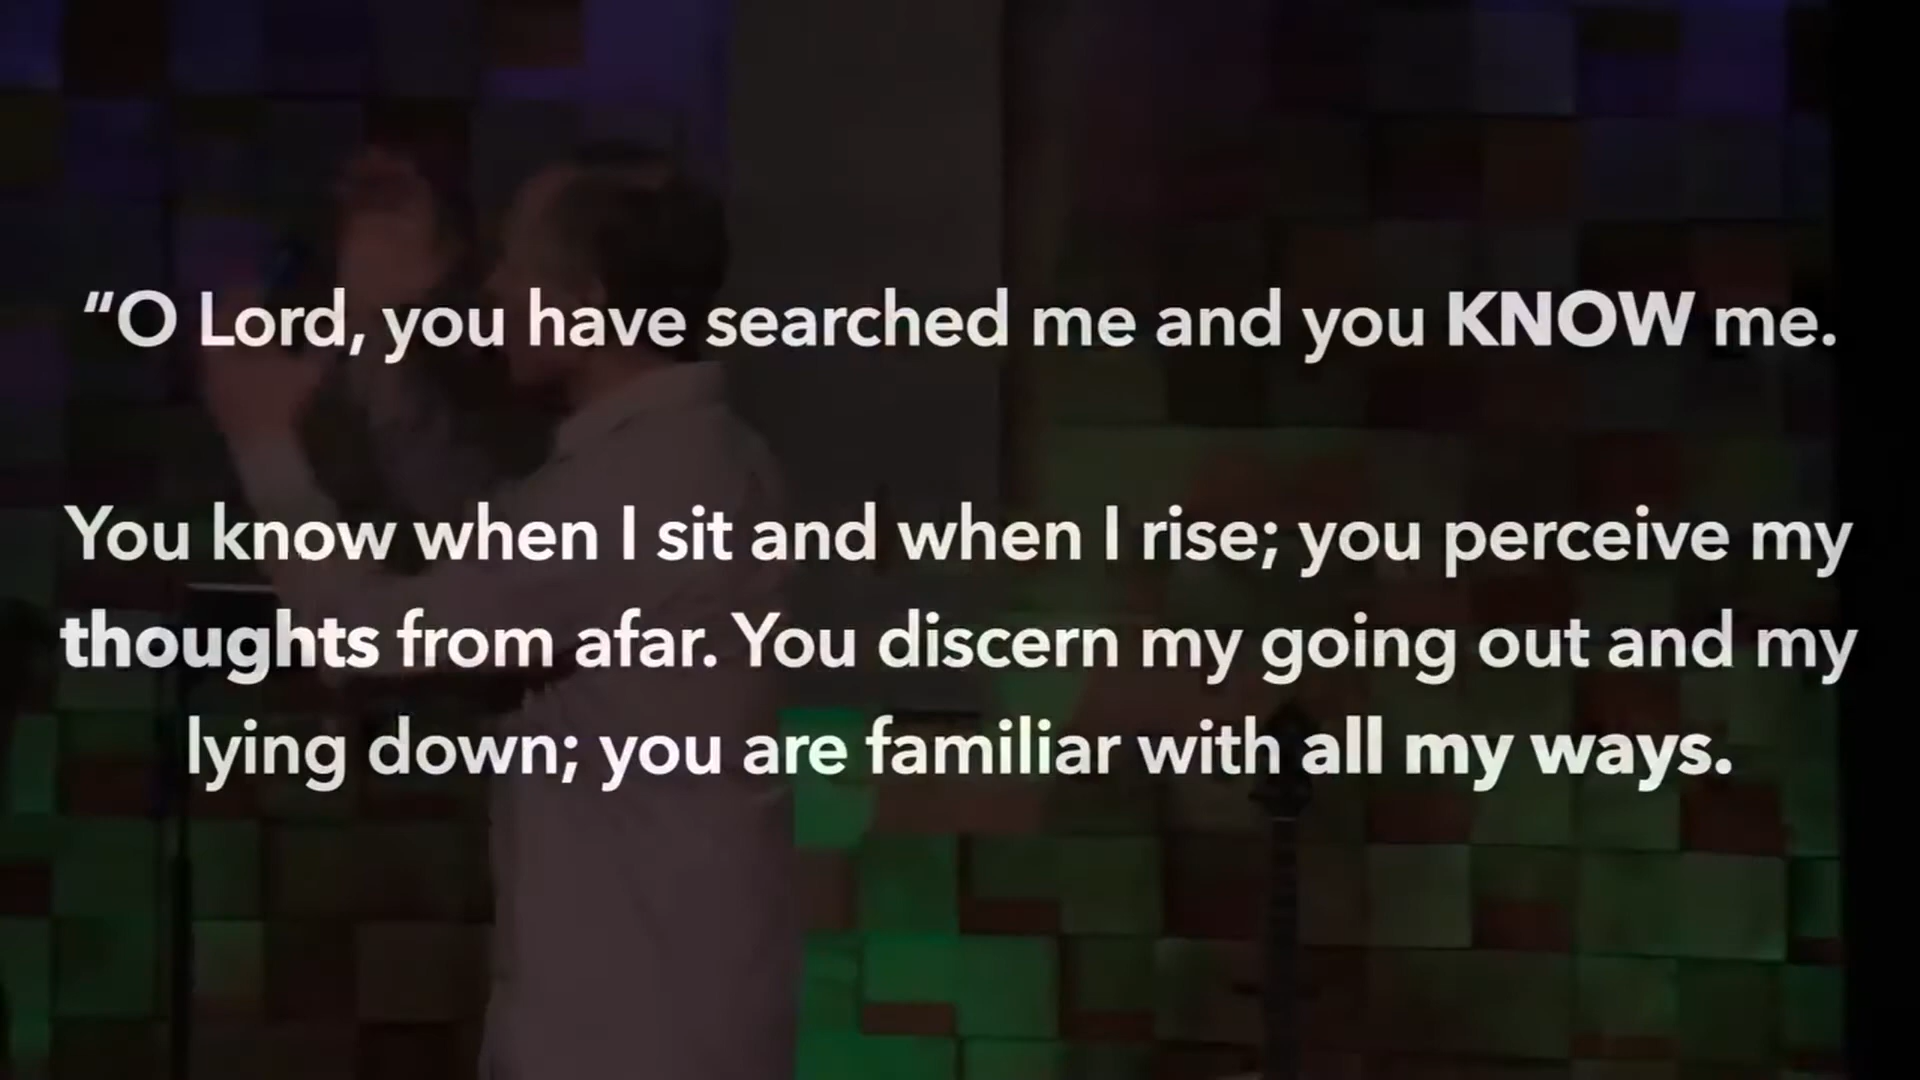 “O Lord, you have searched me and you KNOW me.
You know when I sit and when I rise; you perceive my
thoughts from afar. You discern my going out and my
lying down; you are familiar with all my ways.